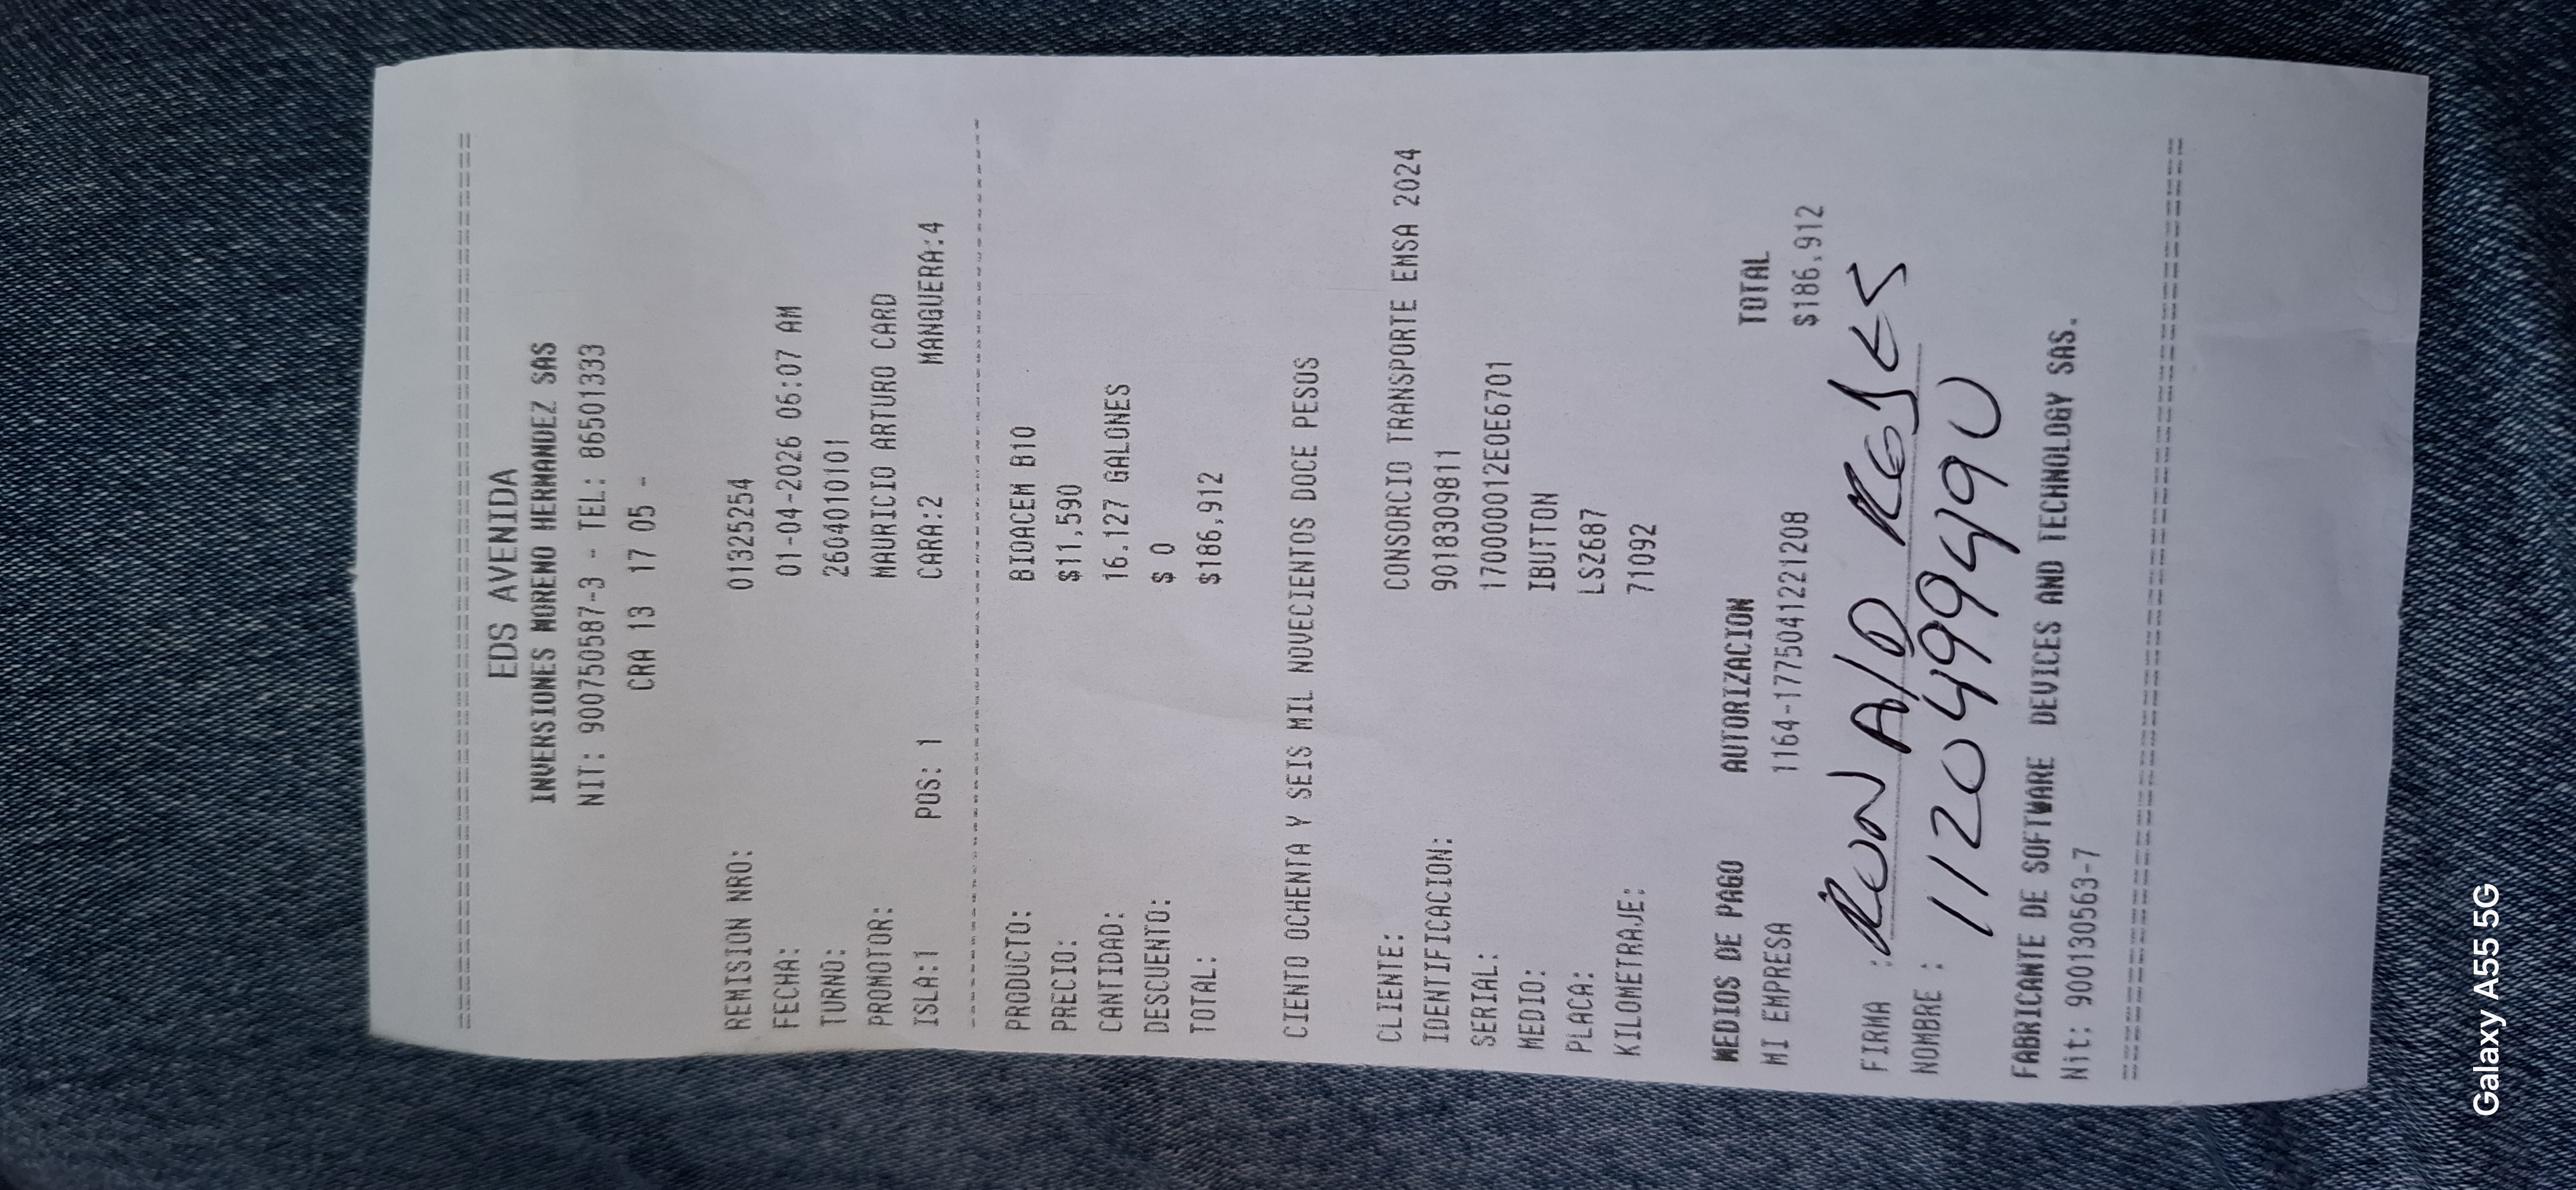 EDS AVENIDA
INVERSIONES MORENO HERNANDEZ SAS
NIT: 900750587-3 - TEL: 86501333
CRA 13 17 05 -
REMISION NRO: 01325254
FECHA: 01-04-2026 06:07 AM
TURNO: 2604010101
PROMOTOR: MAURICIO ARTURO CARD
ISLA:1 POS: 1 CARA:2 MANGUERA:4
PRODUCTO: BIOACEM B10
PRECIO: $11,590
CANTIDAD: 16.127 GALONES
DESCUENTO: $ 0
TOTAL: $186,912
CIENTO OCHENTA Y SEIS MIL NOVECIENTOS DOCE PESOS
CLIENTE: CONSORCIO TRANSPORTE EMSA 2024
IDENTIFICACION: 9018309811
SERIAL: 1700000012E0E6701
MEDIO: IBUTTON
PLACA: LSZ687
KILOMETRAJE: 71092
MEDIOS DE PAGO AUTORIZACION TOTAL
MI EMPRESA 1164-1775041221208 $186,912
FIRMA : RONALD
NOMBRE : 1120499490
FABRICANTE DE SOFTWARE DEVICES AND TECHNOLOGY SAS.
Nit: 900130563-7
Galaxy A55 5G